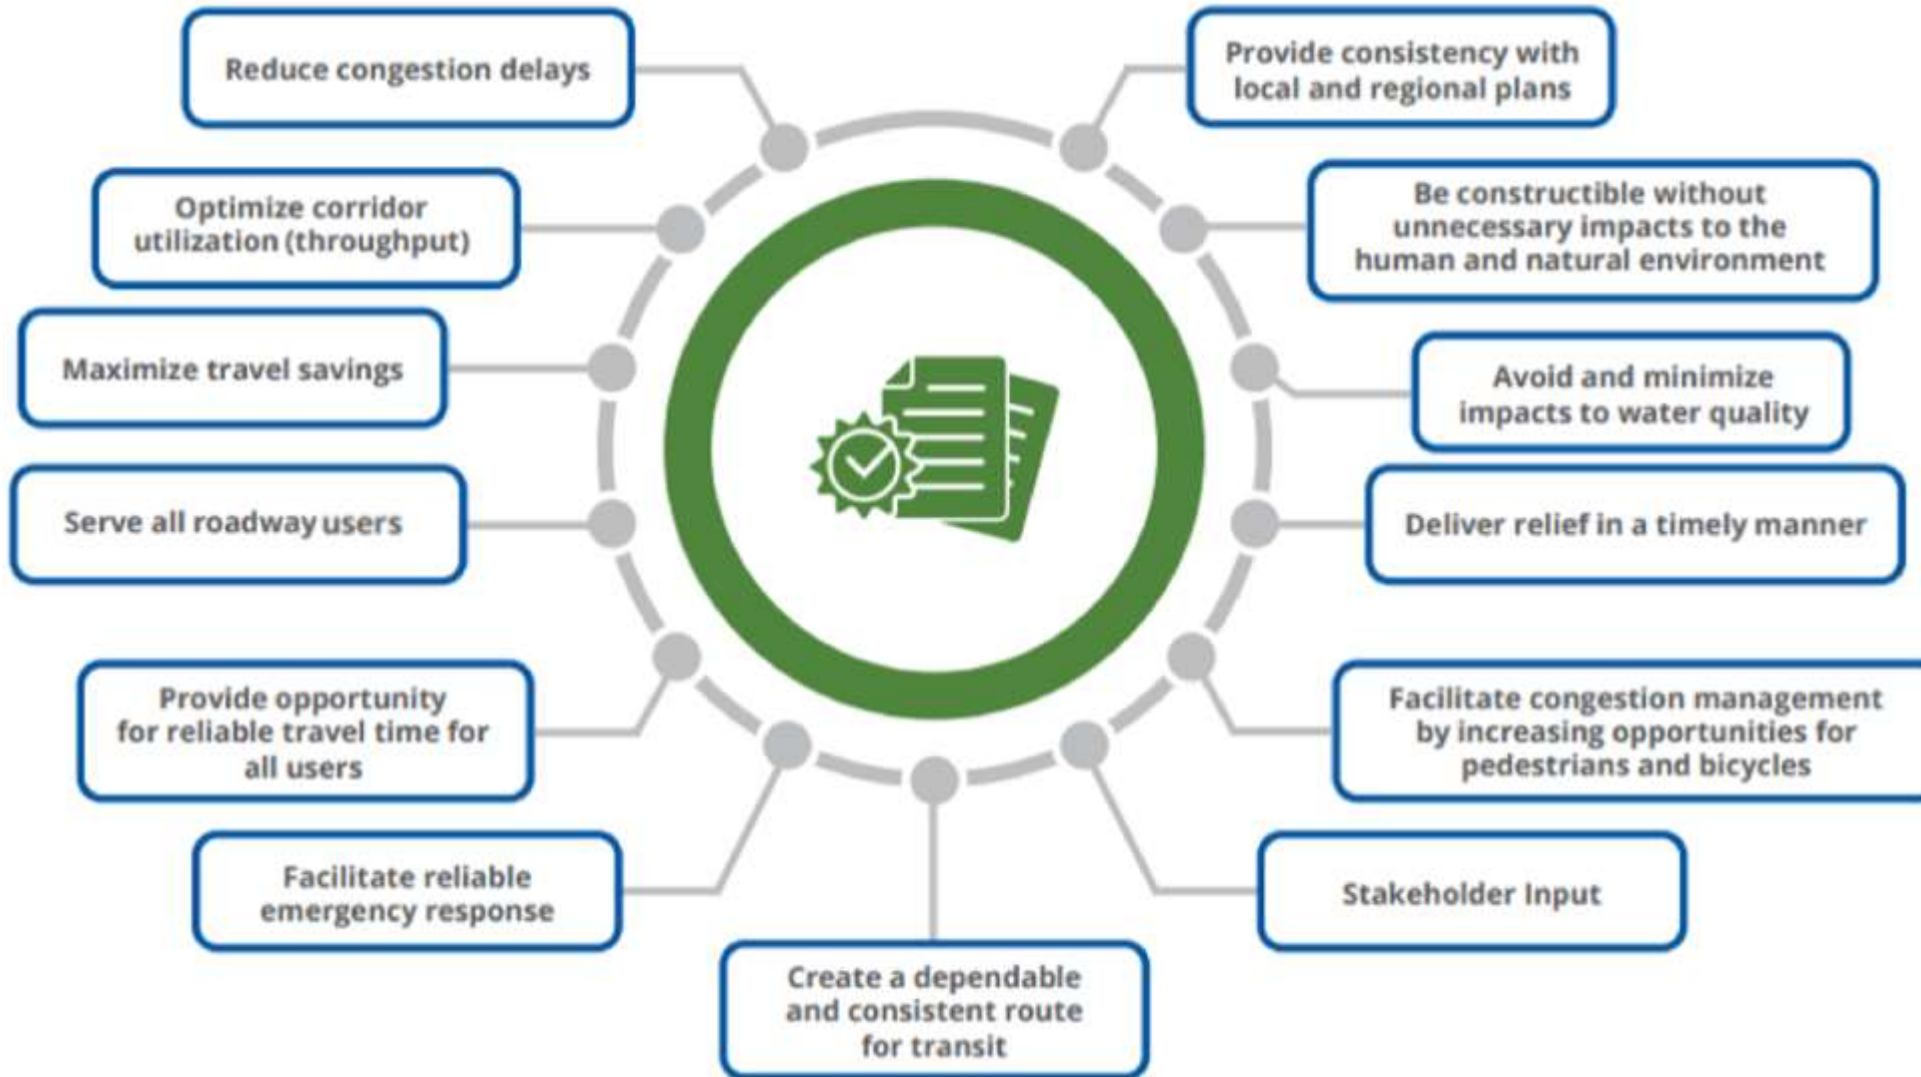 Reduce congestion delays
Optimize corridor
utilization (throughput)
Maximize travel savings
Serve all roadway users
Provide opportunity
for reliable travel time for
all users
Facilitate reliable
emergency response
Create a dependable
and consistent route
for transit
Provide consistency with
local and regional plans
Be constructible without
unnecessary impacts to the
human and natural environment
Avoid and minimize
impacts to water quality
Deliver relief in a timely manner
Facilitate congestion management
by increasing opportunities for
pedestrians and bicycles
Stakeholder Input